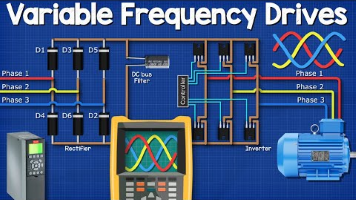 Variable Frequency Drives
D1 D3 D5
DC bus
Filter
Phase 1
Phase 2
Phase 3
Controller
Phase 1
Phase 2
Phase 3
D4 D6 D2
Rectifier
Inverter